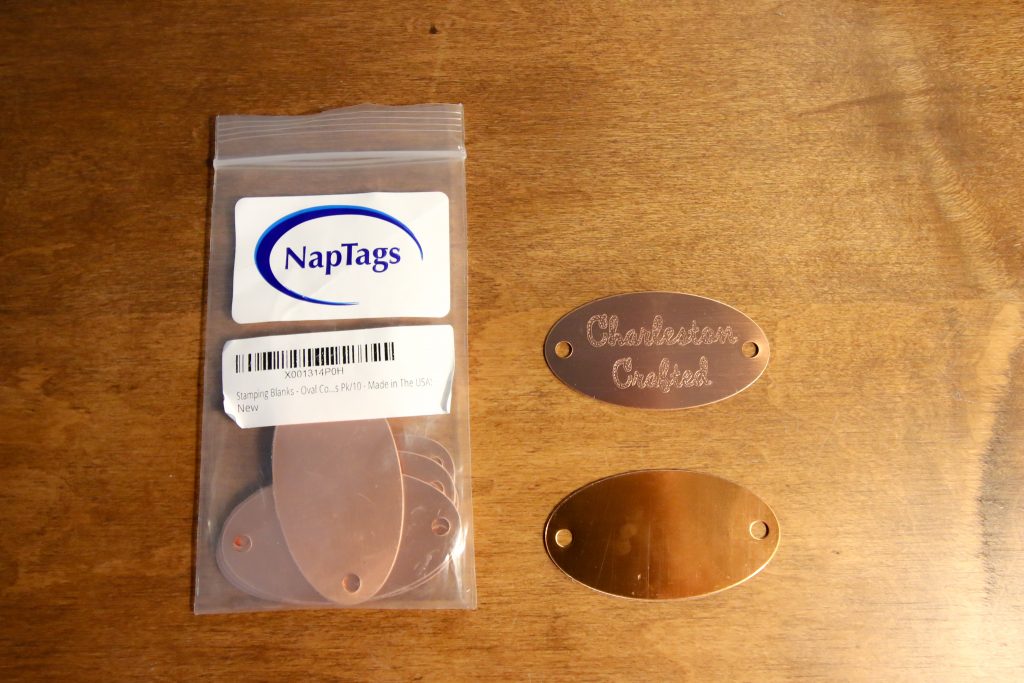 NapTags
X001314P0H
Stamping Blanks - Oval Co...s Pk/10 - Made in The USA!
New
Charleston
Crafted